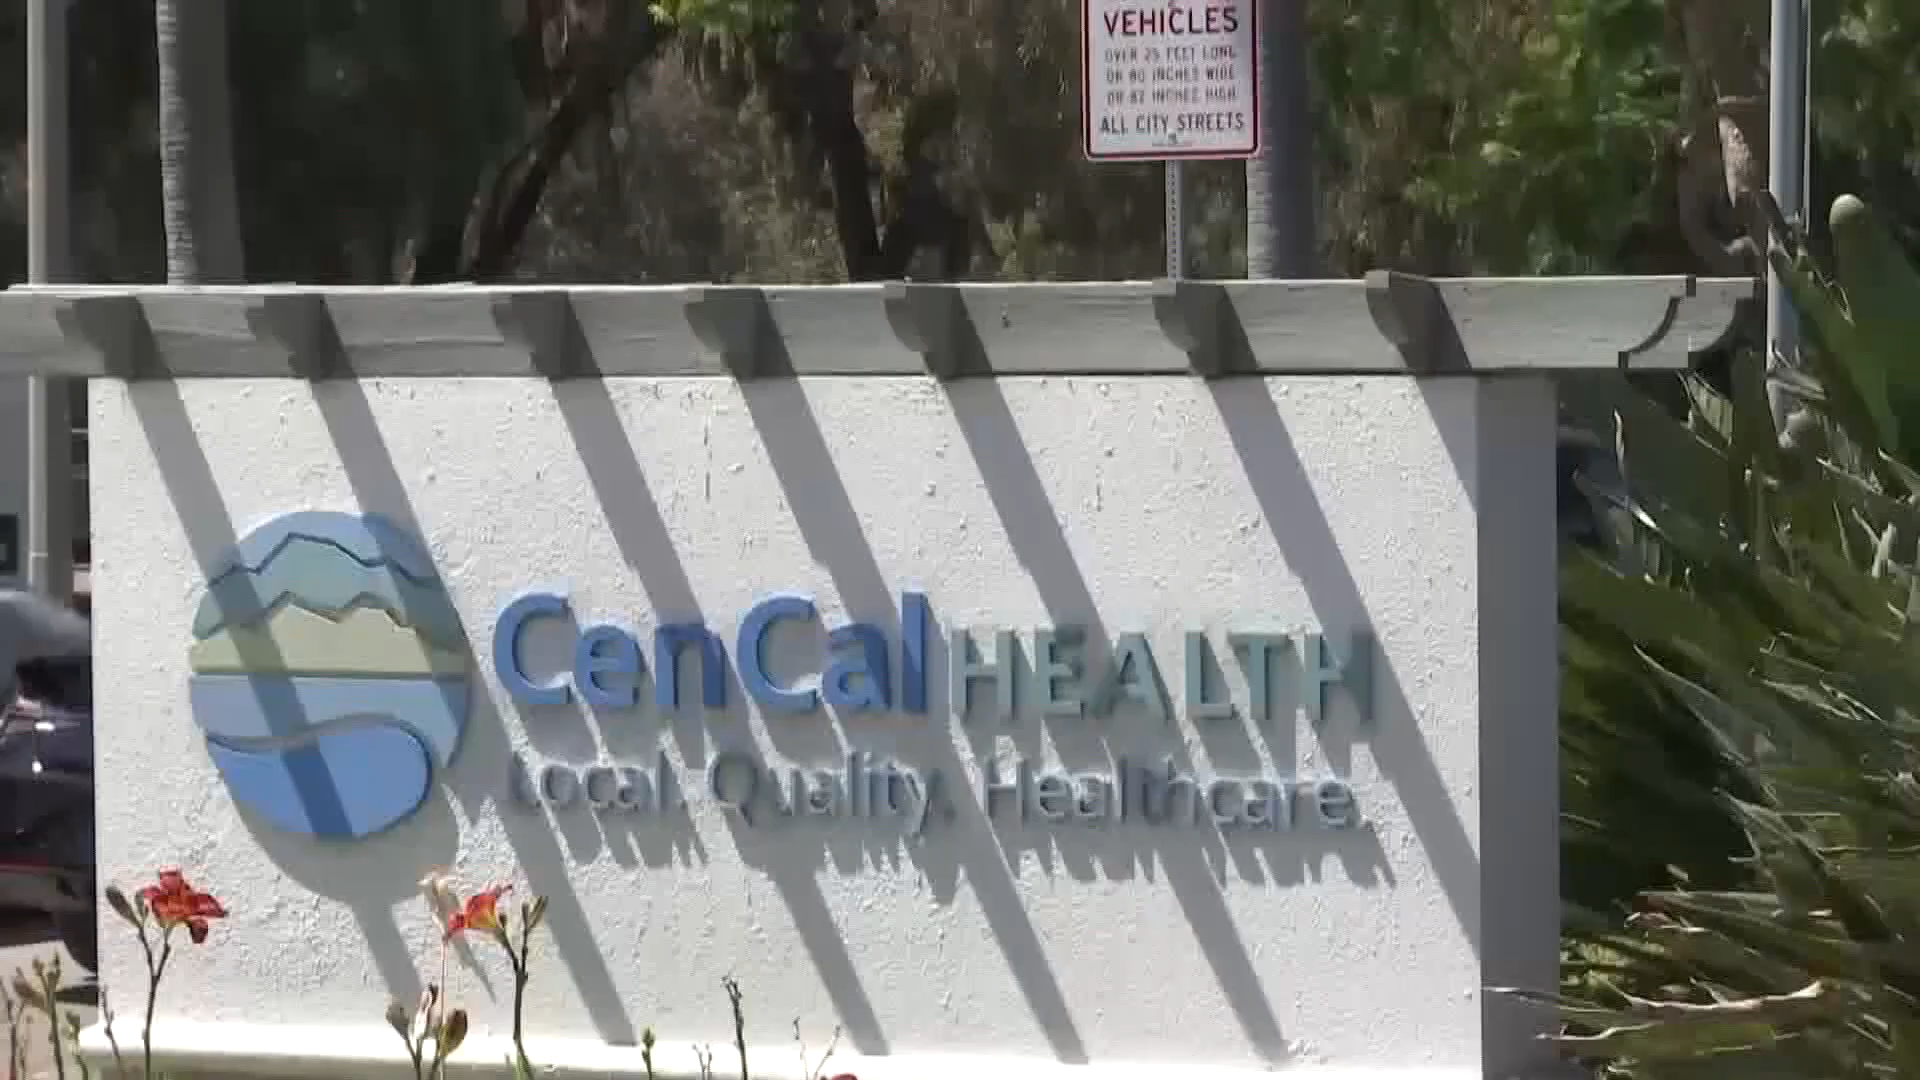 VEHICLES
OVER 25 FEET LONG
OR 80 INCHES WIDE
OR 82 INCHES HIGH
ALL CITY STREETS
CenCal HEALTH
Local. Quality. Healthcare.